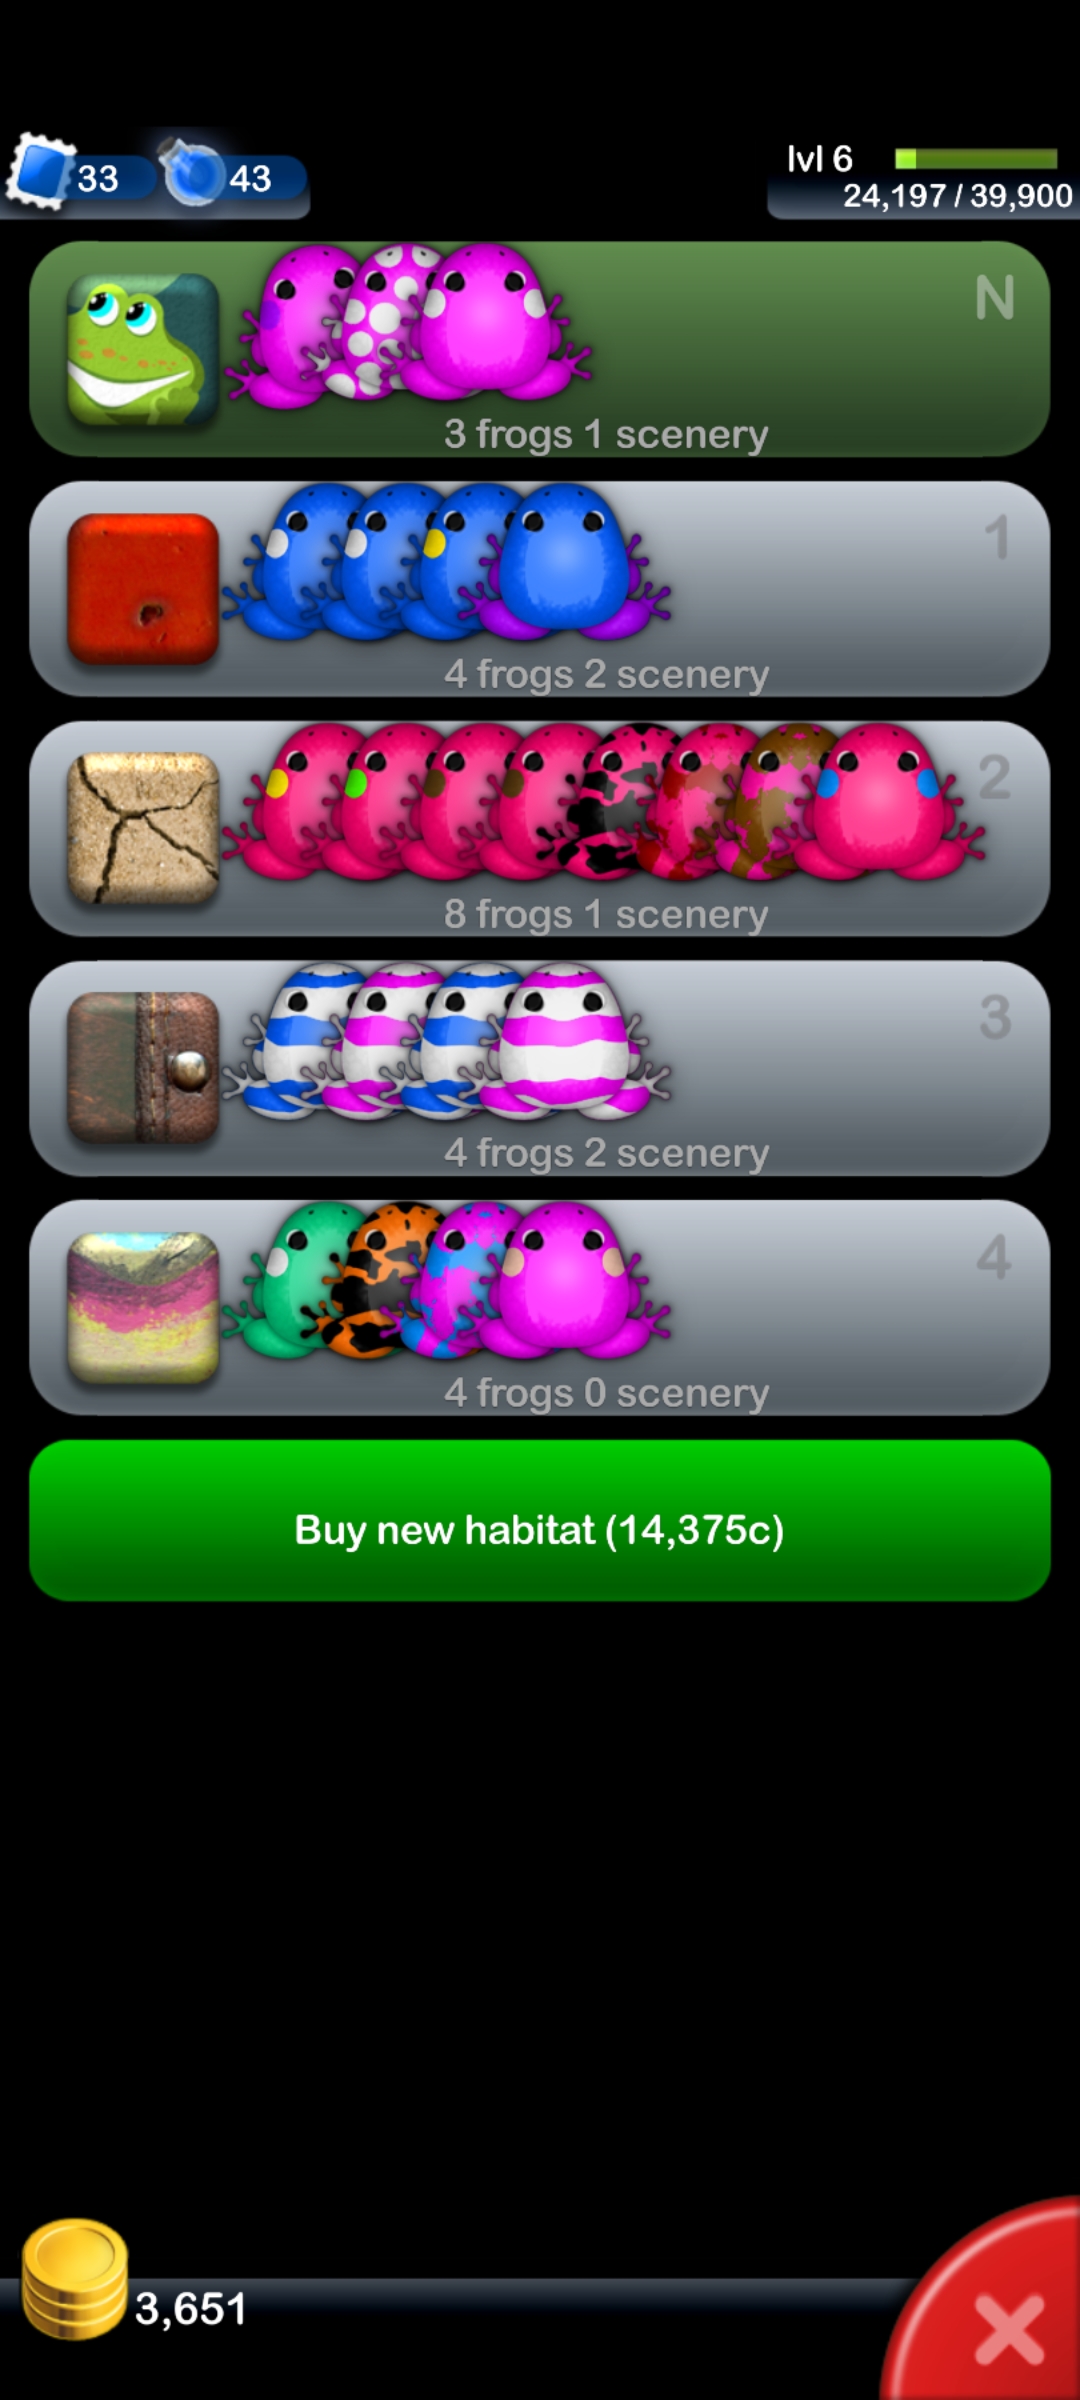 33
43
lvl 6
24,197 / 39,900
N
3 frogs 1 scenery
1
4 frogs 2 scenery
2
8 frogs 1 scenery
3
4 frogs 2 scenery
4
4 frogs 0 scenery
Buy new habitat (14,375c)
3,651